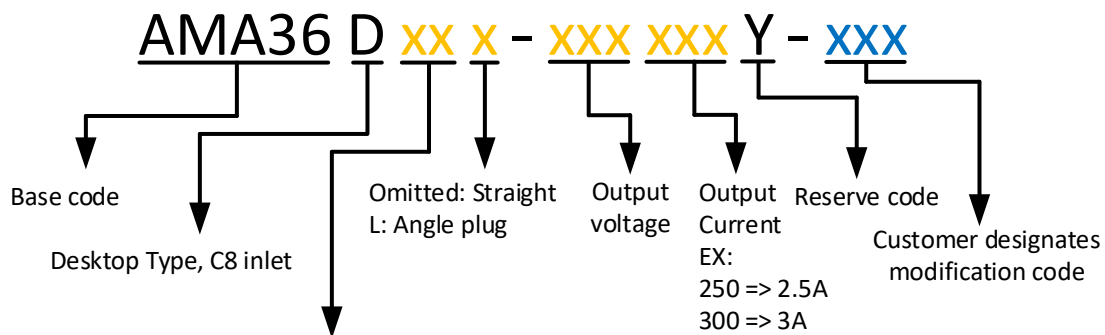 AMA36 D xx x - xxx xxx Y - xxx
Base code
Desktop Type, C8 inlet
Omitted: Straight
L: Angle plug
Output
voltage
Output
Current
EX:
250 => 2.5A
300 => 3A
Reserve code
Customer designates
modification code